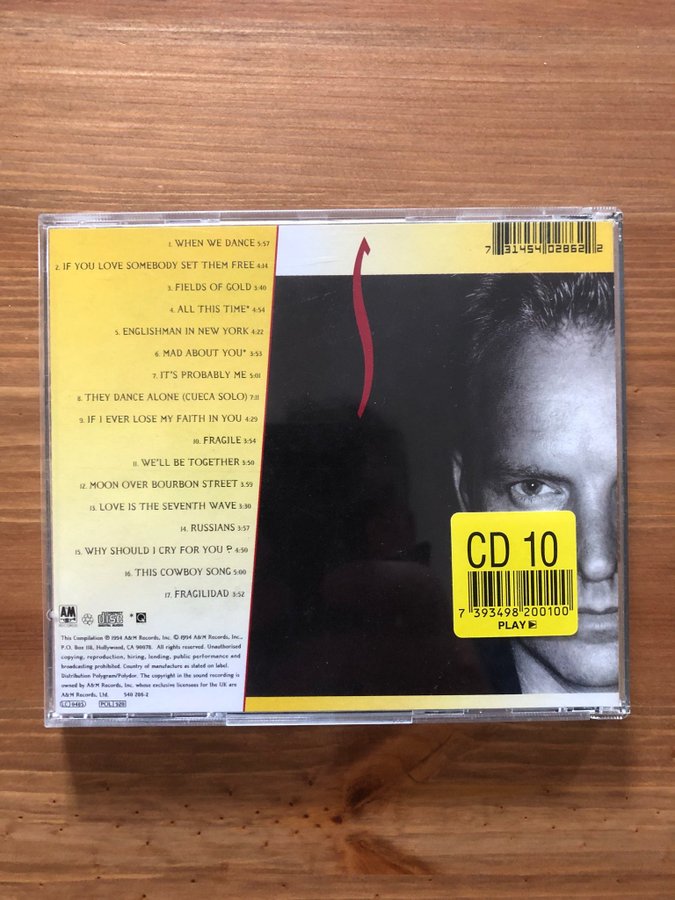 1. WHEN WE DANCE 5:57
2. IF YOU LOVE SOMEBODY SET THEM FREE 4:14
3. FIELDS OF GOLD 3:40
4. ALL THIS TIME* 4:54
5. ENGLISHMAN IN NEW YORK 4:22
6. MAD ABOUT YOU* 3:53
7. IT'S PROBABLY ME 5:01
8. THEY DANCE ALONE (CUECA SOLO) 7:11
9. IF I EVER LOSE MY FAITH IN YOU 4:29
10. FRAGILE 3:54
11. WE'LL BE TOGETHER 3:50
12. MOON OVER BOURBON STREET 3:59
13. LOVE IS THE SEVENTH WAVE 3:30
14. RUSSIANS 3:57
15. WHY SHOULD I CRY FOR YOU ? 4:50
16. THIS COWBOY SONG 5:00
17. FRAGILIDAD 3:52
A&M RECORDS COMPACT disc DIGITAL AUDIO * Q
This Compilation ℗ 1994 A&M Records, Inc. © 1994 A&M Records, Inc.,
P.O. Box 118, Hollywood, CA 90078. All rights reserved. Unauthorised
copying, reproduction, hiring, lending, public performance and
broadcasting prohibited. Country of manufacture as stated on label.
Distribution Polygram/Polydor. The copyright in the sound recording is
owned by A&M Records, Inc, whose exclusive licensees for the UK are
A&M Records, Ltd. 540 286-2
LC 9485 POL 920
7 31454 02862 2
CD 10
7 393498 200100
PLAY